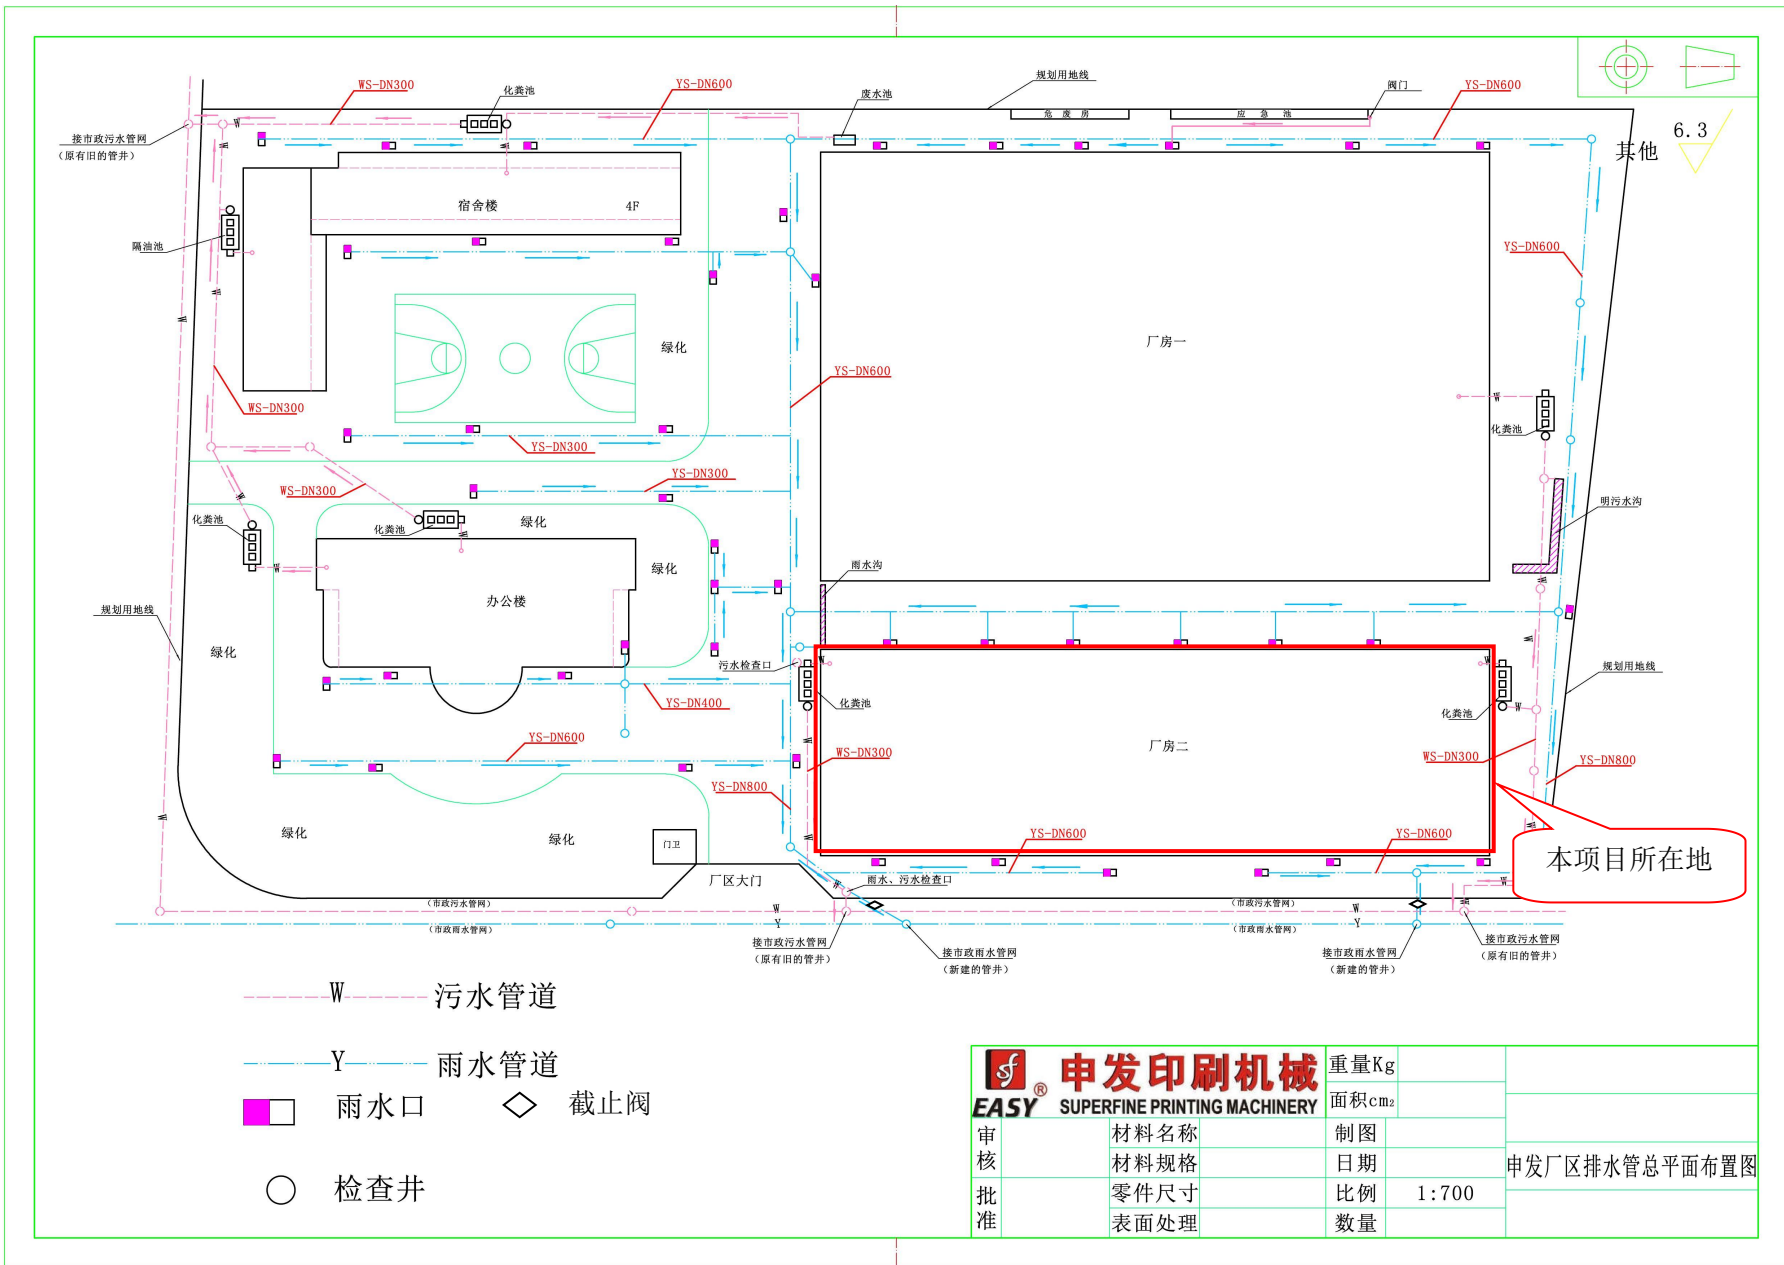 WS-DN300
化粪池
YS-DN600
废水池
规划用地线
危废房
应急池
阀门
YS-DN600
接市政污水管网
(原有旧的管井)
W
6.3
其他
宿舍楼
4F
隔油池
W
W
W
W
YS-DN600
绿化
厂房一
YS-DN600
WS-DN300
W
化粪池
YS-DN300
YS-DN300
WS-DN300
W
明污水沟
化粪池
化粪池
绿化
W
W
雨水沟
绿化
W
办公楼
规划用地线
绿化
W
污水检查口
W
W
规划用地线
化粪池
化粪池
W
YS-DN400
YS-DN600
W
WS-DN300
厂房二
WS-DN300
YS-DN800
YS-DN800
W
绿化
绿化
门卫
W
YS-DN600
YS-DN600
W
本项目所在地
厂区大门
W
雨水、污水检查口
W
W
(市政污水管网)
W
(市政污水管网)
W
(市政雨水管网)
Y
(市政雨水管网)
Y
接市政污水管网
(原有旧的管井)
接市政雨水管网
(新建的管井)
接市政雨水管网
(新建的管井)
接市政污水管网
(原有旧的管井)
W 污水管道
Y 雨水管道
雨水口
截止阀
检查井
sf
®
EASY
申发印刷机械
SUPERFINE PRINTING MACHINERY
重量Kg
面积cm2
审核
材料名称
制图
材料规格
日期
申发厂区排水管总平面布置图
批准
零件尺寸
比例
1:700
表面处理
数量